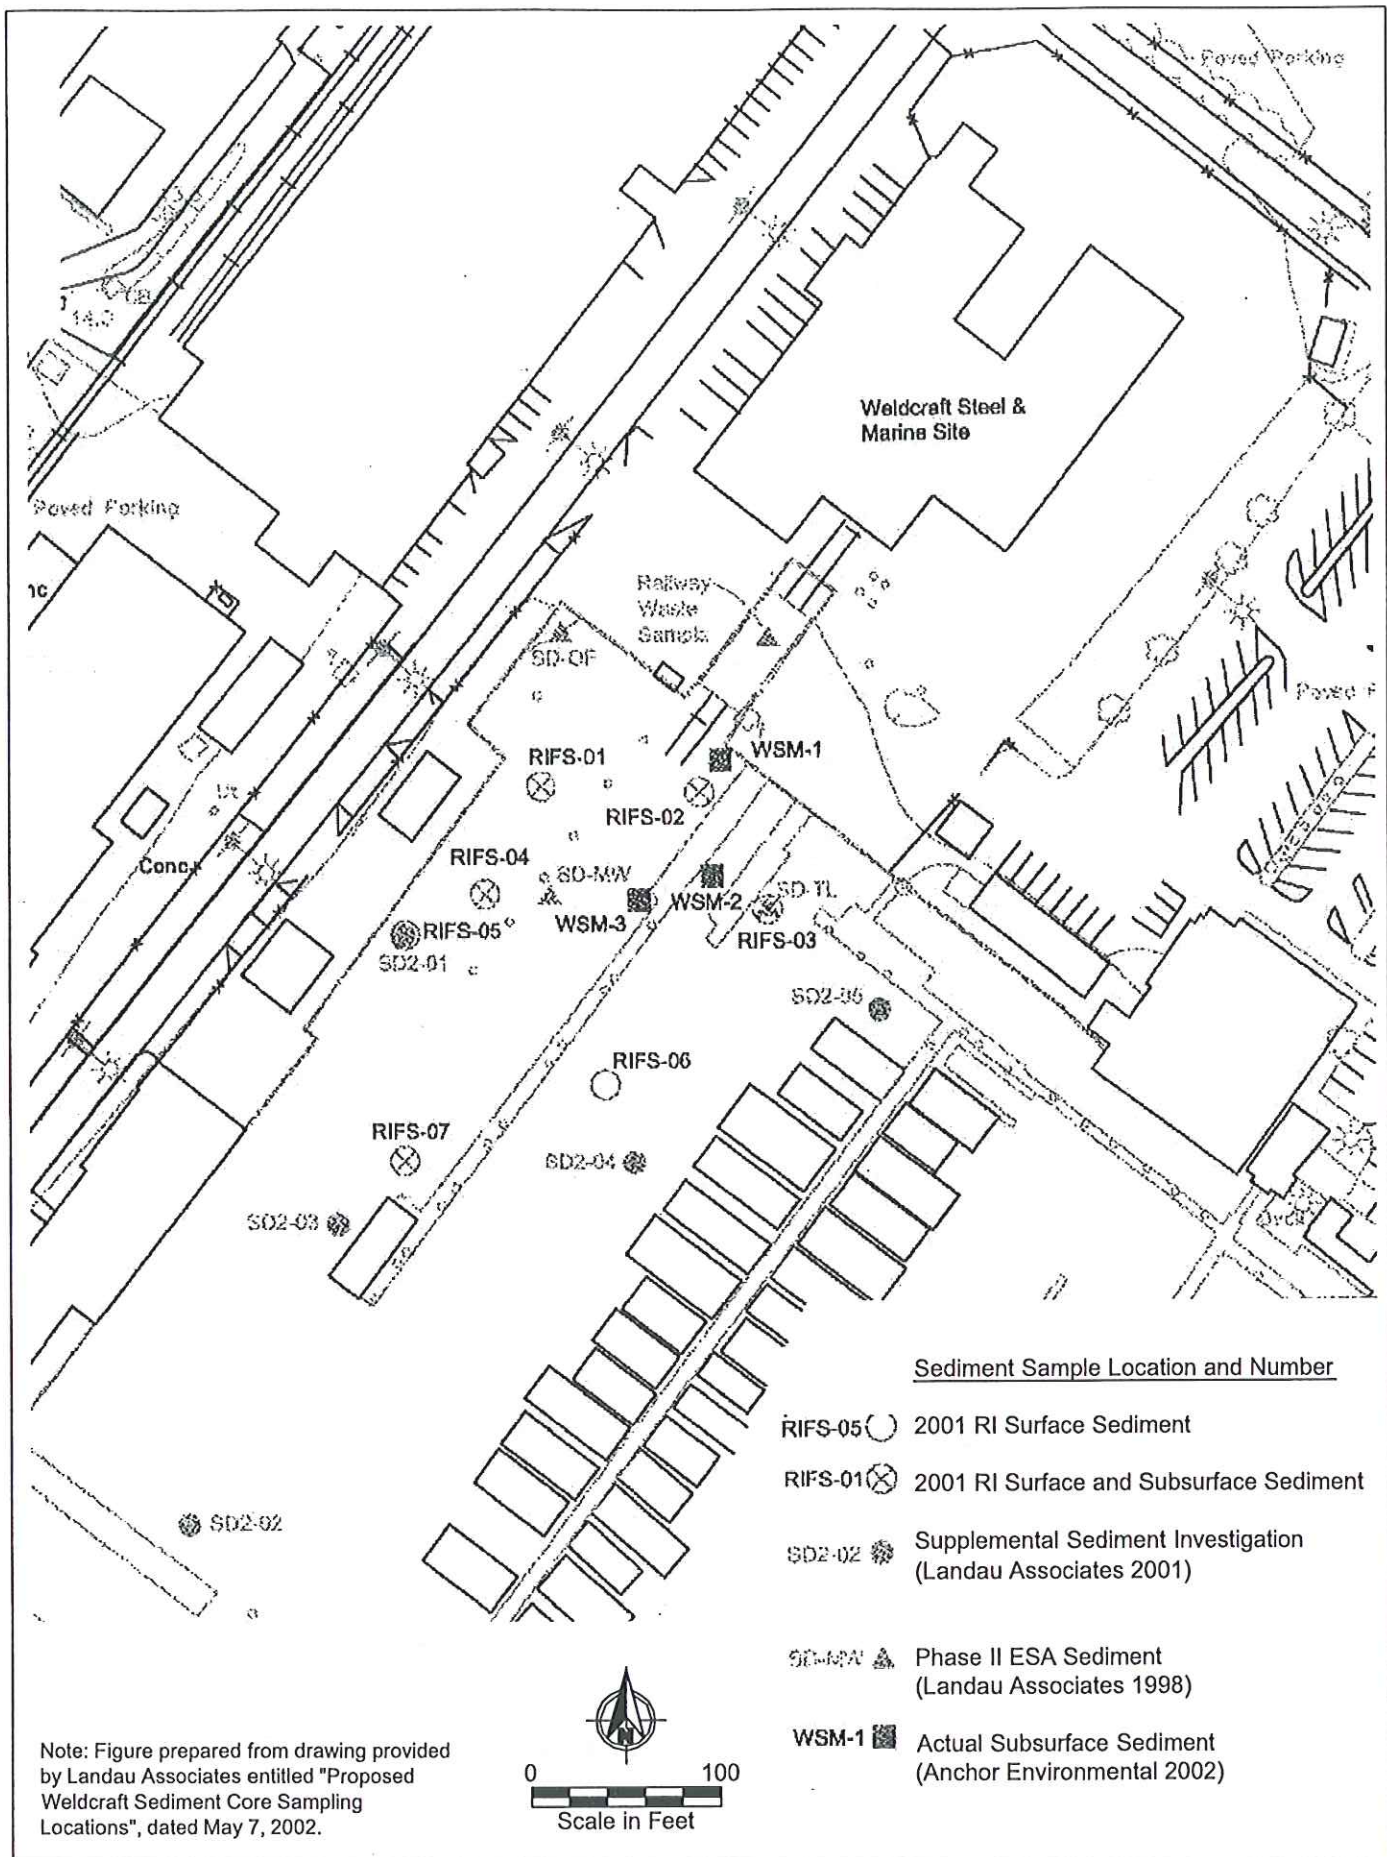 Paved Parking
14.0
Weldcraft Steel &
Marine Site
Paved Parking
Railway
Waste
Sample
SD-OF
Paved
WSM-1
RIFS-01
RIFS-02
RIFS-04
Conc.
SD-MW
WSM-2
SD-TL
WSM-3
RIFS-05
RIFS-03
SD2-01
SD2-05
RIFS-06
RIFS-07
SD2-04
SD2-03
SD2-02
Sediment Sample Location and Number
RIFS-05 2001 RI Surface Sediment
RIFS-01 2001 RI Surface and Subsurface Sediment
SD2-02 Supplemental Sediment Investigation
(Landau Associates 2001)
SD-MW Phase II ESA Sediment
(Landau Associates 1998)
WSM-1 Actual Subsurface Sediment
(Anchor Environmental 2002)
N
0 100
Scale in Feet
Note: Figure prepared from drawing provided
by Landau Associates entitled "Proposed
Weldcraft Sediment Core Sampling
Locations", dated May 7, 2002.